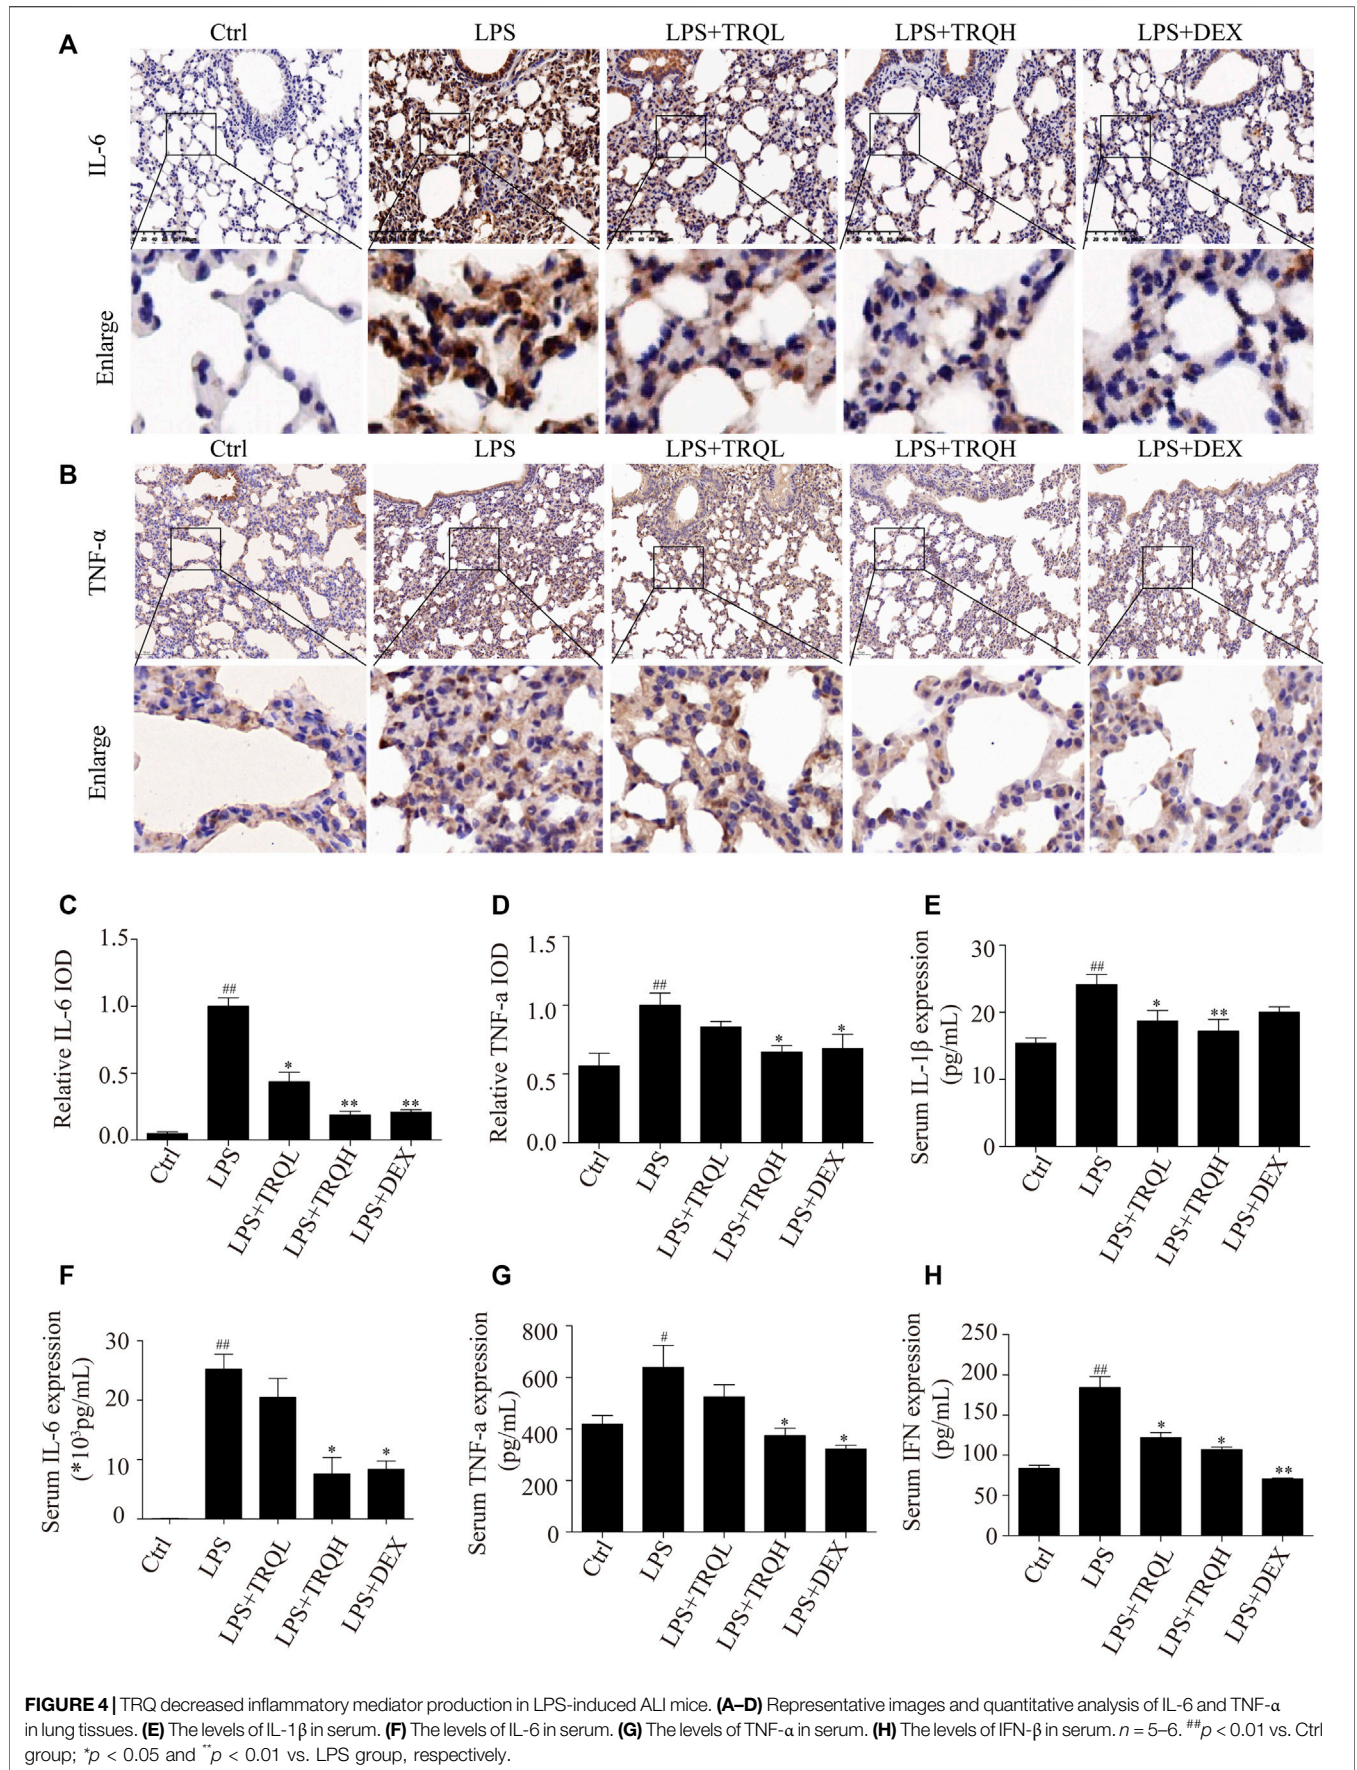 A
Ctrl
LPS
LPS+TRQL
LPS+TRQH
LPS+DEX
IL-6
Enlarge
B
Ctrl
LPS
LPS+TRQL
LPS+TRQH
LPS+DEX
TNF-α
Enlarge
C
Relative IL-6 IOD
1.5
1.0
0.5
0.0
##
*
**
**
Ctrl
LPS
LPS+TRQL
LPS+TRQH
LPS+DEX
D
Relative TNF-a IOD
1.5
1.0
0.5
0.0
##
*
*
Ctrl
LPS
LPS+TRQL
LPS+TRQH
LPS+DEX
E
Serum IL-1β expression
(pg/mL)
30
20
10
0
##
*
**
Ctrl
LPS
LPS+TRQL
LPS+TRQH
LPS+DEX
F
Serum IL-6 expression
(*10³pg/mL)
30
20
10
0
##
*
*
Ctrl
LPS
LPS+TRQL
LPS+TRQH
LPS+DEX
G
Serum TNF-a expression
(pg/mL)
800
600
400
200
0
#
*
*
Ctrl
LPS
LPS+TRQL
LPS+TRQH
LPS+DEX
H
Serum IFN expression
(pg/mL)
250
200
150
100
50
0
##
*
*
**
Ctrl
LPS
LPS+TRQL
LPS+TRQH
LPS+DEX
FIGURE 4 | TRQ decreased inflammatory mediator production in LPS-induced ALI mice. (A–D) Representative images and quantitative analysis of IL-6 and TNF-α
in lung tissues. (E) The levels of IL-1β in serum. (F) The levels of IL-6 in serum. (G) The levels of TNF-α in serum. (H) The levels of IFN-β in serum. n = 5–6. ##p < 0.01 vs. Ctrl
group; *p < 0.05 and **p < 0.01 vs. LPS group, respectively.